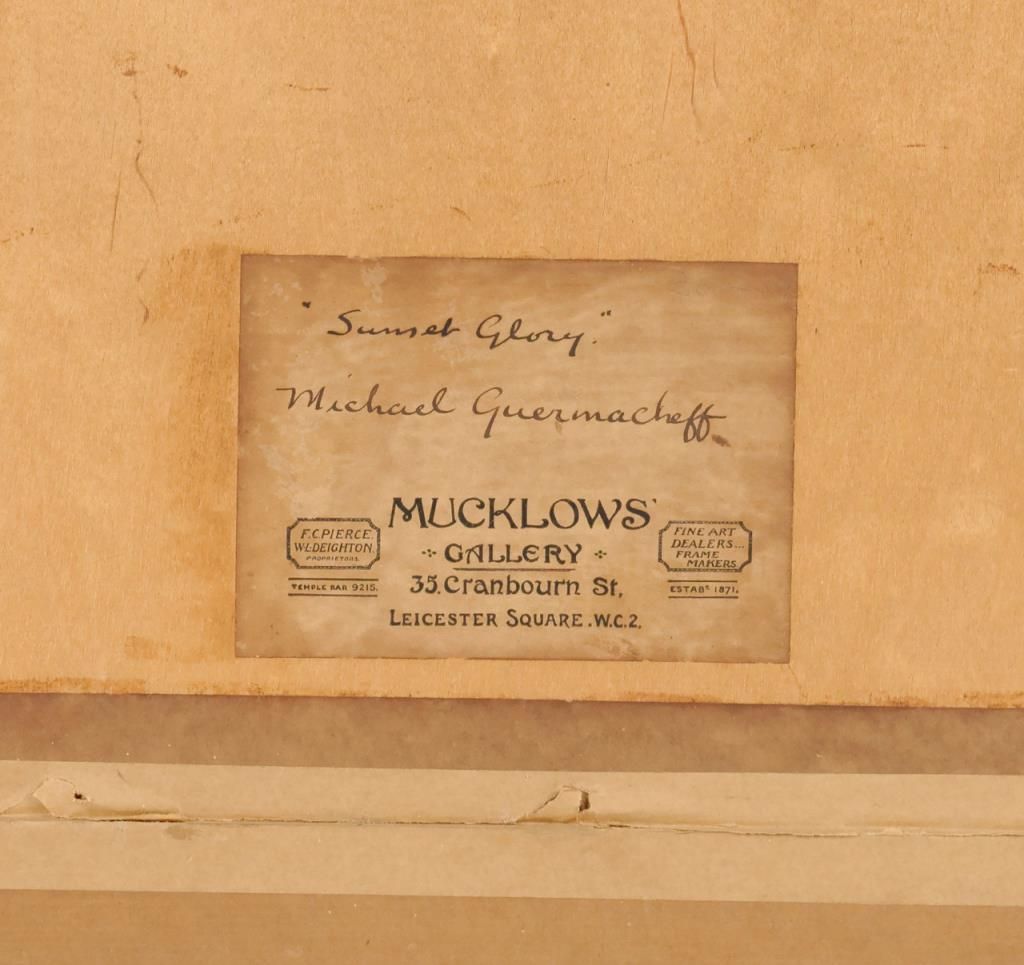 "Sunset Glory."
Michael Guermacheff
MUCKLOWS'
GALLERY
35. Cranbourn St,
LEICESTER SQUARE. W.C.2.
F.C. PIERCE.
W.L. DEIGHTON.
PROPRIETORS.
TEMPLE BAR 9215.
FINE ART
DEALERS...
FRAME
MAKERS
ESTABD 1871.